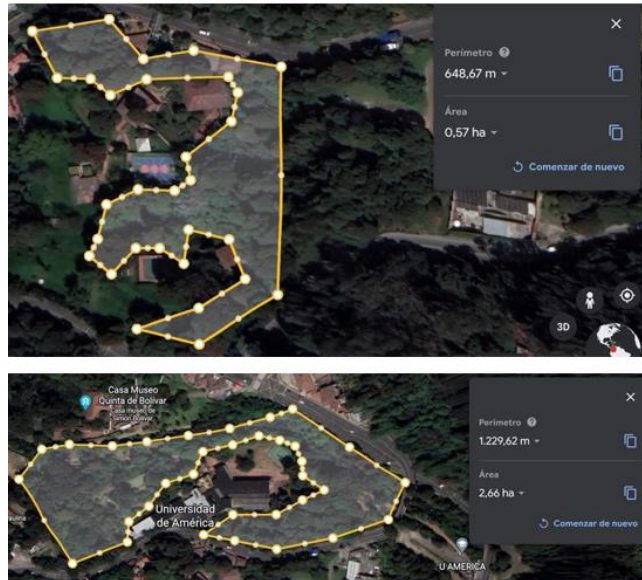 Perímetro
648,67 m
Área
0,57 ha
Comenzar de nuevo
3D
Casa Museo
Quinta de Bolívar
Casa museo de
Simón Bolívar
Universidad
de América
U AMERICA
Perímetro
1.229,62 m
Área
2,66 ha
Comenzar de nuevo